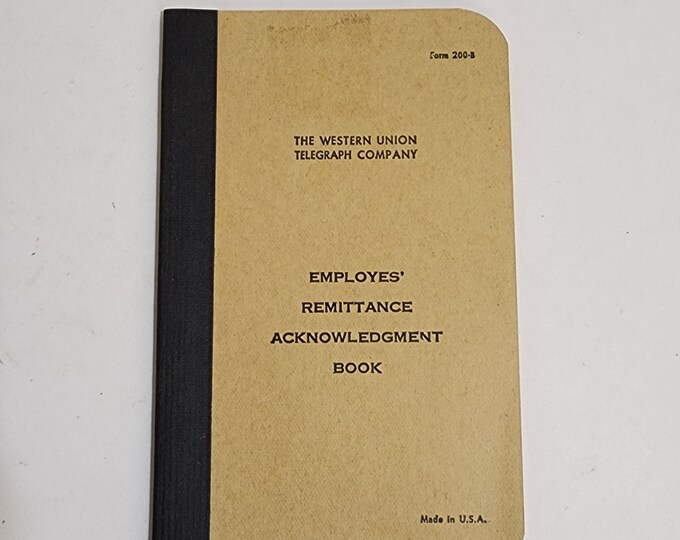 Form 200-B
THE WESTERN UNION
TELEGRAPH COMPANY
EMPLOYES'
REMITTANCE
ACKNOWLEDGMENT
BOOK
Made in U.S.A.